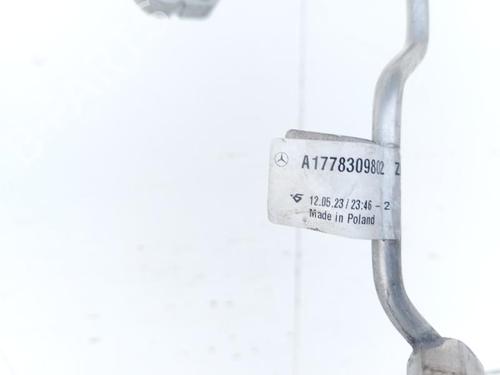 A1778309802 Z
12.05.23 / 23:46 - 2
Made in Poland